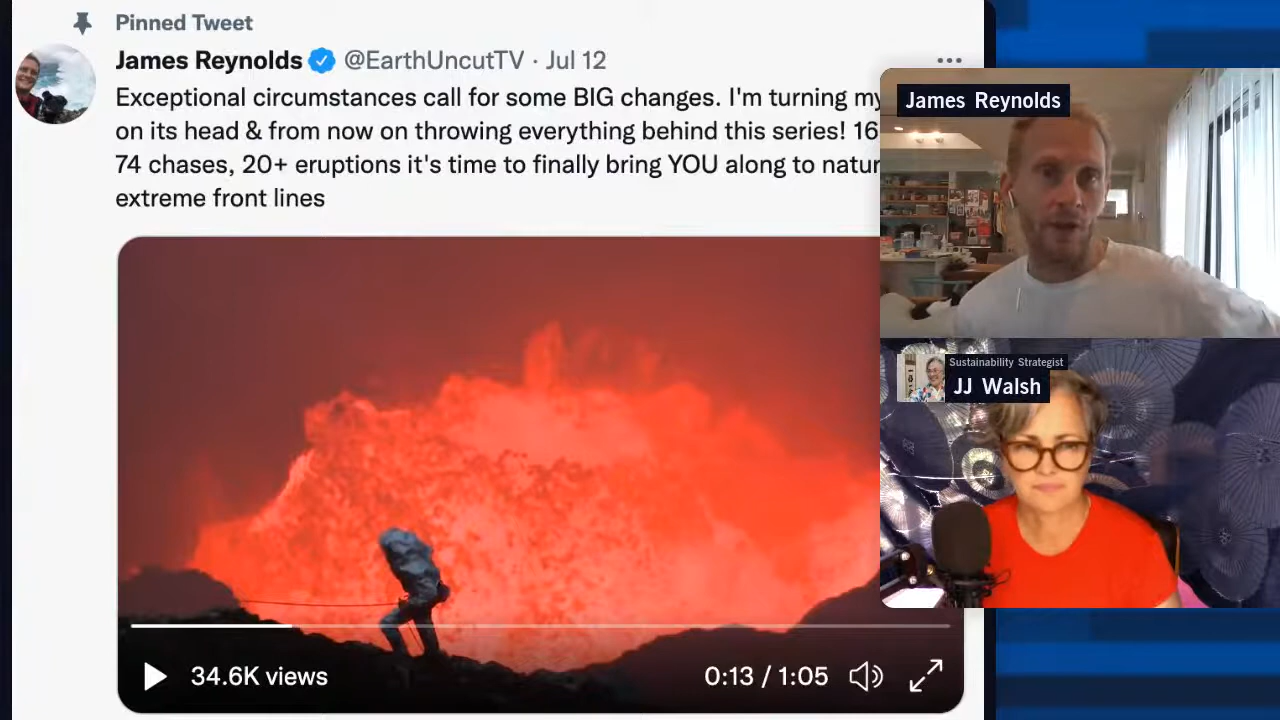 Pinned Tweet
James Reynolds @EarthUncutTV · Jul 12
Exceptional circumstances call for some BIG changes. I'm turning my
on its head & from now on throwing everything behind this series! 16
74 chases, 20+ eruptions it's time to finally bring YOU along to natur
extreme front lines
34.6K views
0:13 / 1:05
James Reynolds
Sustainability Strategist
JJ Walsh